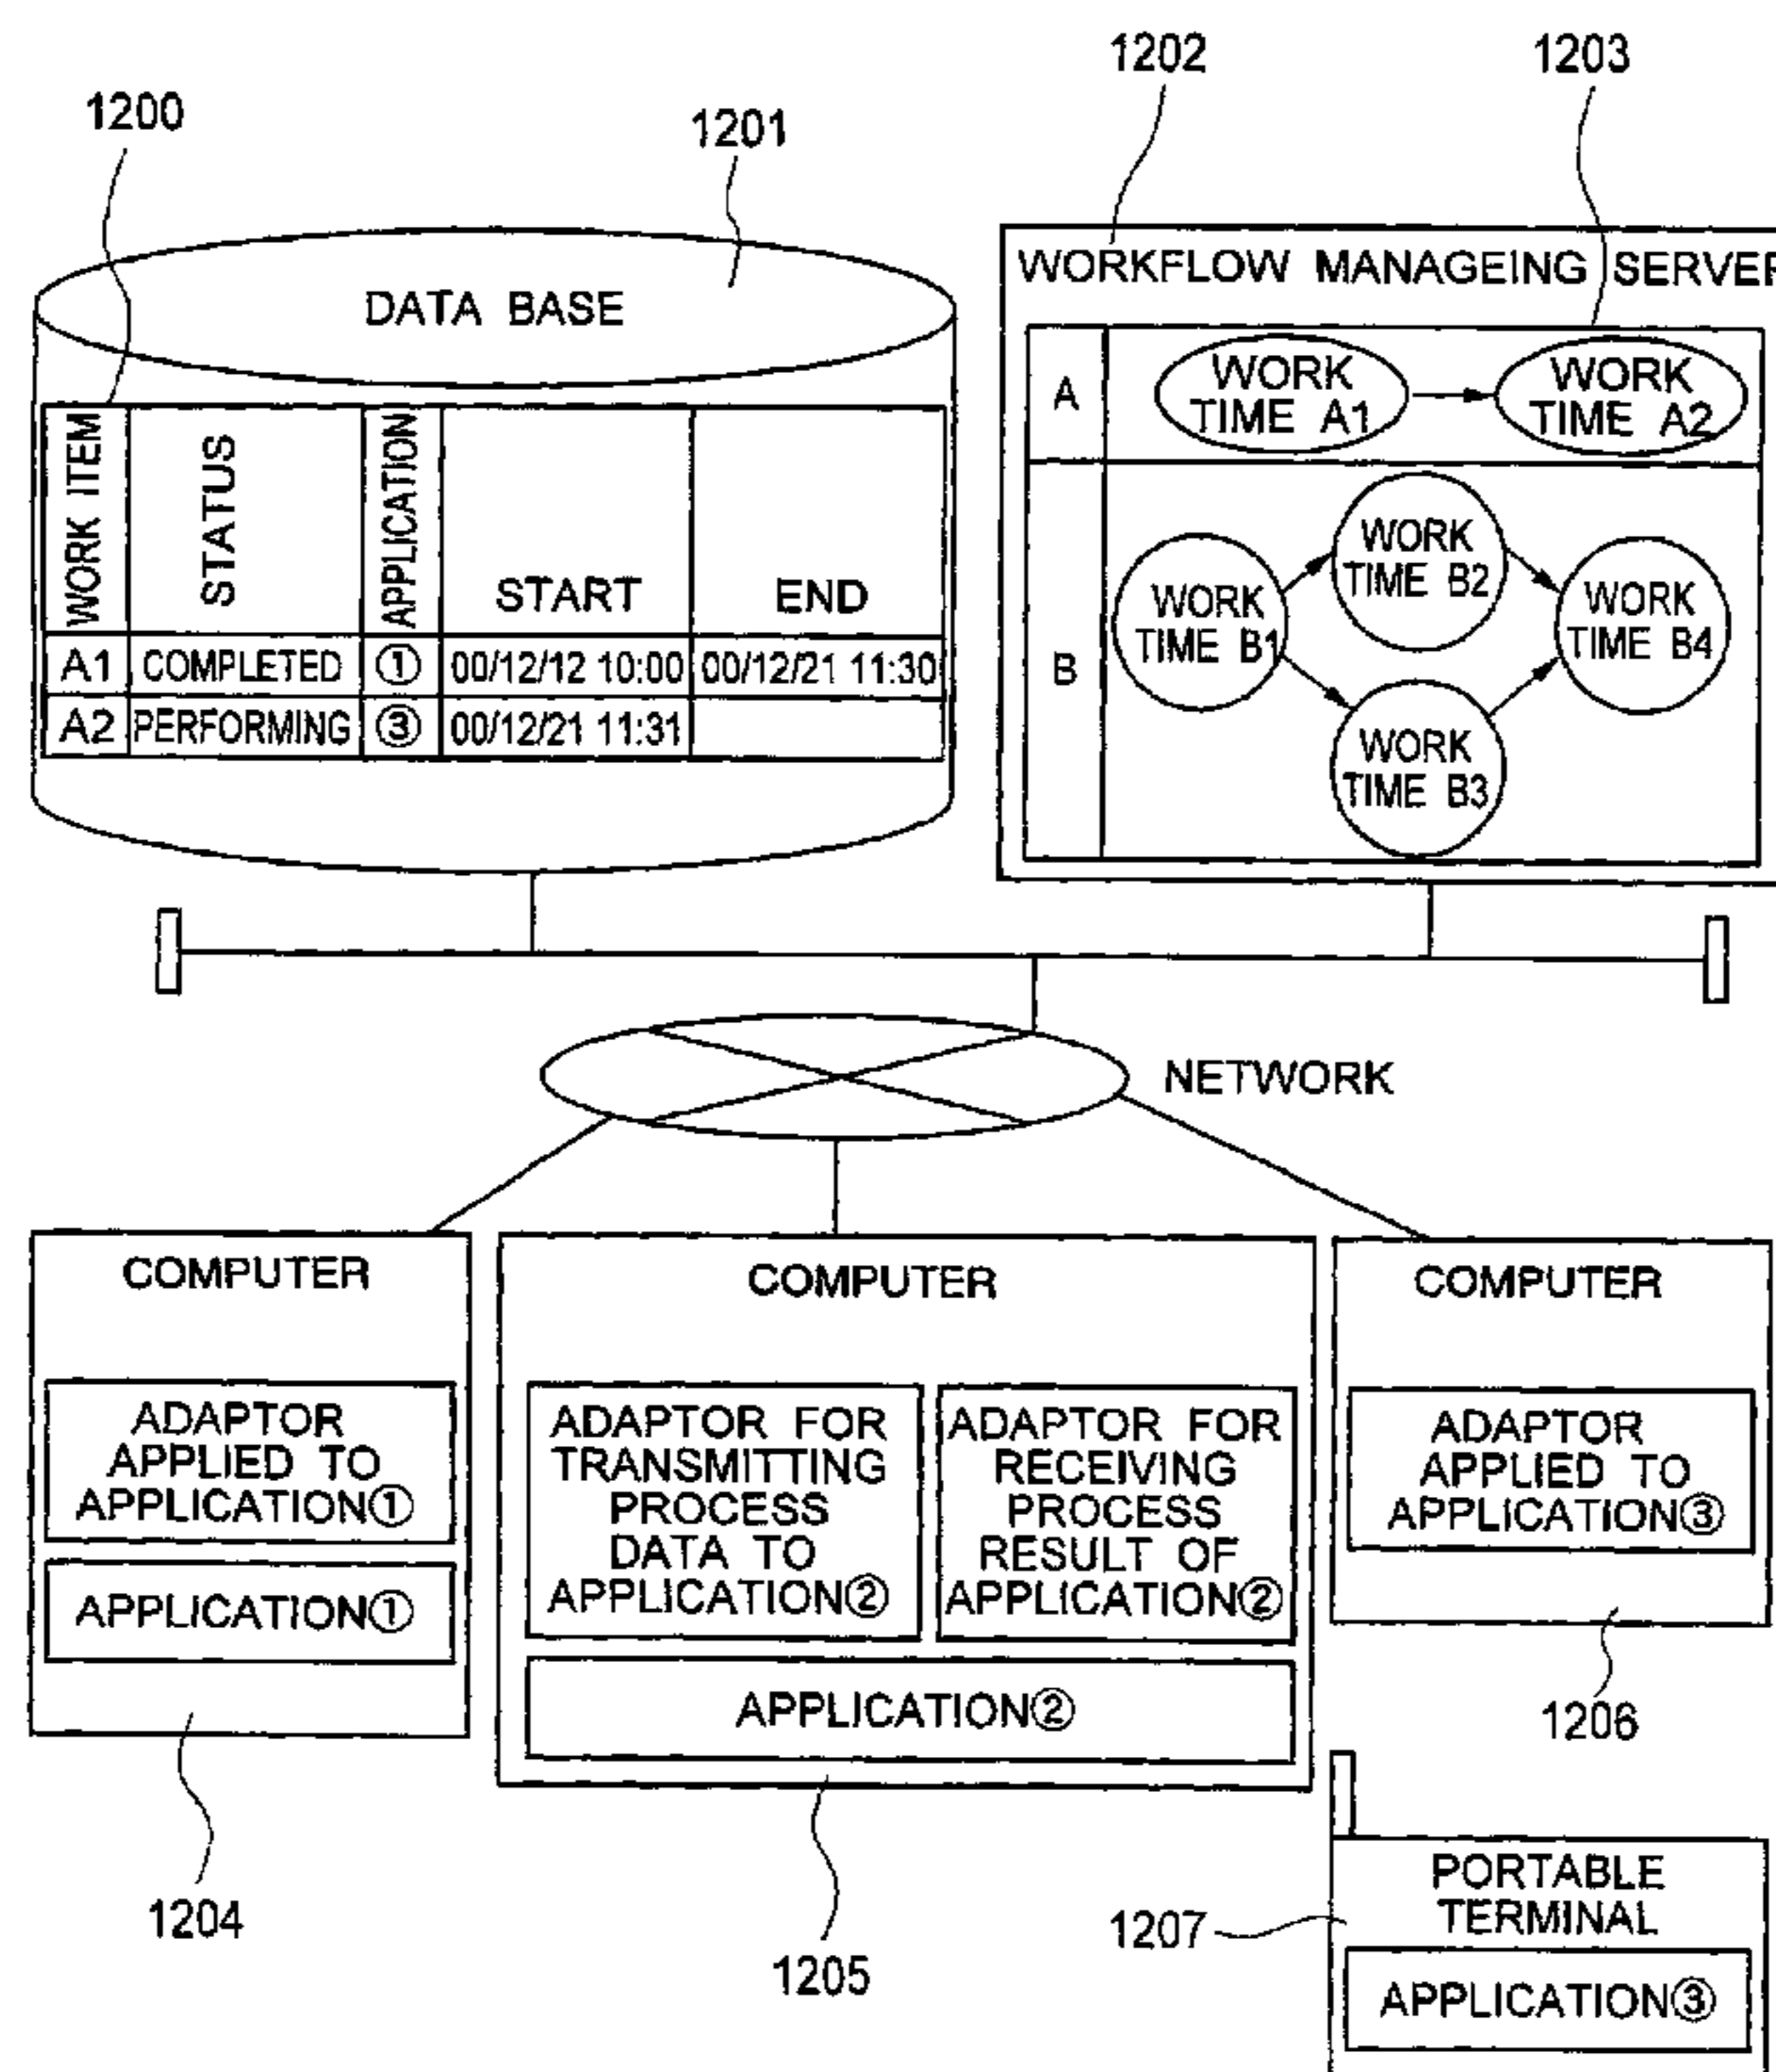 1202
1203
1200
1201
DATA BASE
WORK ITEM
STATUS
APPLICATION
START
END
A1 COMPLETED ① 00/12/12 10:00 00/12/21 11:30
A2 PERFORMING ③ 00/12/21 11:31
WORKFLOW MANAGEING SERVER
A
WORK
TIME A1
WORK
TIME A2
B
WORK
TIME B1
WORK
TIME B2
WORK
TIME B3
WORK
TIME B4
NETWORK
COMPUTER
ADAPTOR
APPLIED TO
APPLICATION①
APPLICATION①
1204
COMPUTER
ADAPTOR FOR
TRANSMITTING
PROCESS
DATA TO
APPLICATION②
ADAPTOR FOR
RECEIVING
PROCESS
RESULT OF
APPLICATION②
APPLICATION②
1205
COMPUTER
ADAPTOR
APPLIED TO
APPLICATION③
1206
PORTABLE
TERMINAL
1207
APPLICATION③